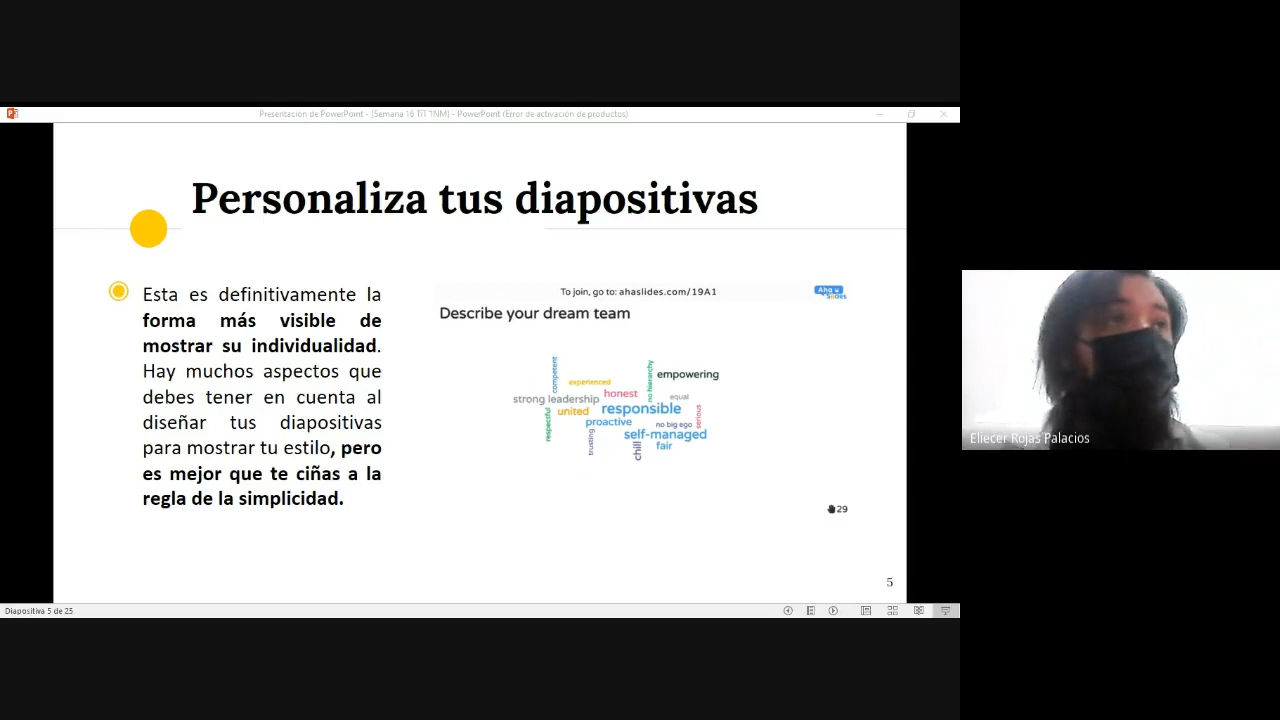 Presentación de PowerPoint - [Semana 16 TIT 1NM] - PowerPoint (Error de activación de productos)
Personaliza tus diapositivas
Esta es definitivamente la
forma más visible de
mostrar su individualidad.
Hay muchos aspectos que
debes tener en cuenta al
diseñar tus diapositivas
para mostrar tu estilo, pero
es mejor que te ciñas a la
regla de la simplicidad.
To join, go to: ahaslides.com/19A1
Aha
Slides
Describe your dream team
competent
experienced
no hierarchy
empowering
strong leadership
honest
equal
respectful
united
responsible
serious
proactive
no big ego
trusting
self-managed
chill
fair
29
5
Diapositiva 5 de 25
Eliecer Rojas Palacios